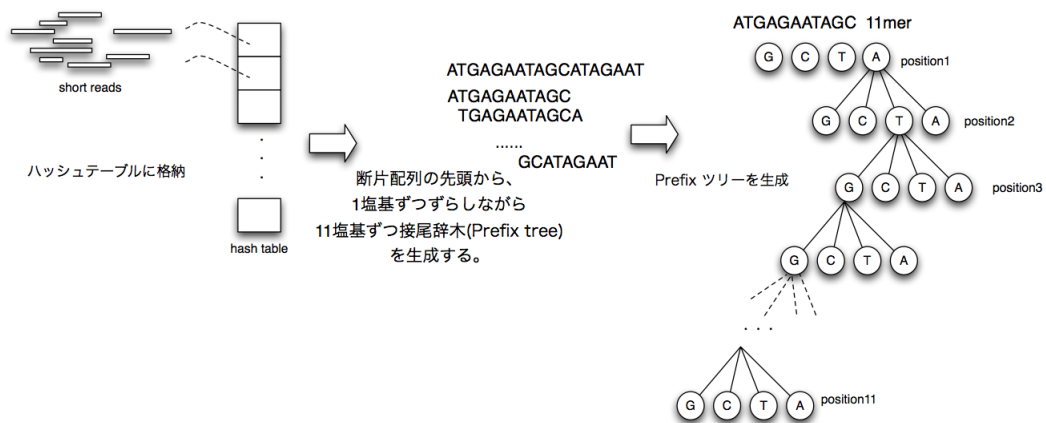 short reads
ハッシュテーブルに格納
hash table
ATGAGAATAGCATAGAAT
ATGAGAATAGC
TGAGAATAGCA
......
GCATAGAAT
断片配列の先頭から、
1塩基ずつずらしながら
11塩基ずつ接尾辞木(Prefix tree)
を生成する。
Prefix ツリーを生成
ATGAGAATAGC 11mer
G C T A position1
G C T A position2
G C T A position3
G C T A
. . .
G C T A position11